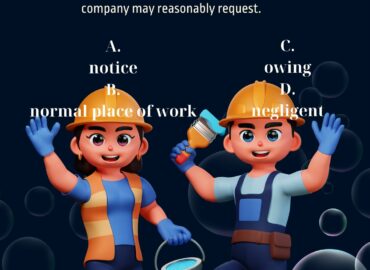 company may reasonably request.
A.
notice
B.
normal place of work
C.
owing
D.
negligent